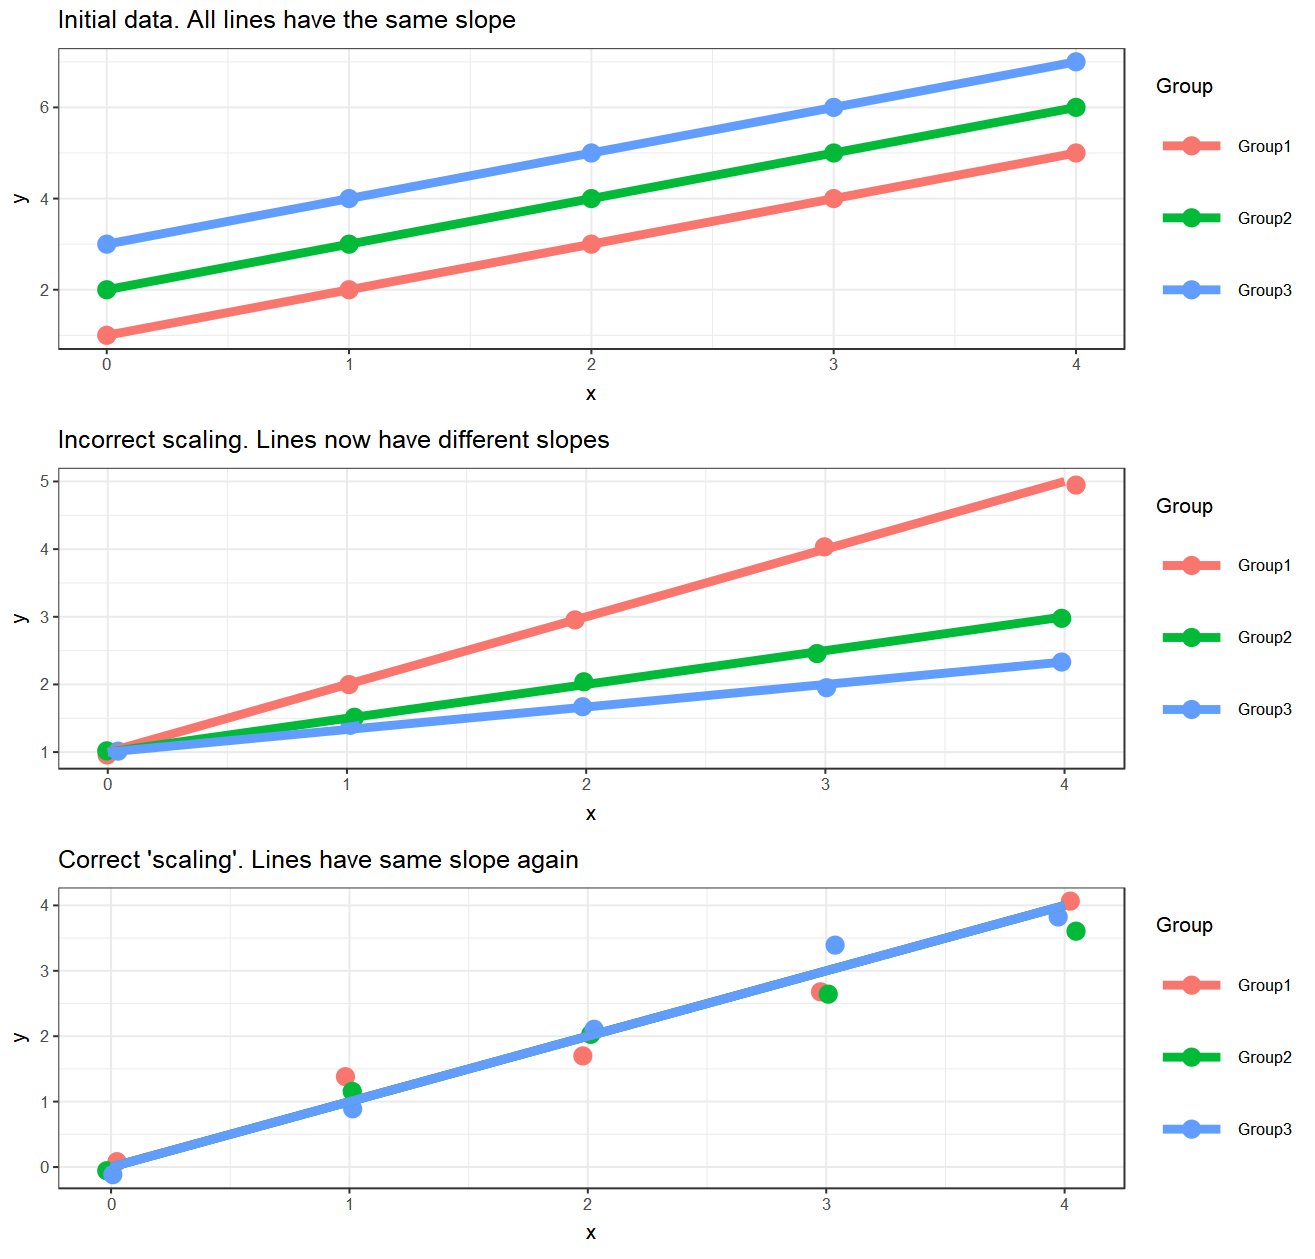 Initial data. All lines have the same slope
y
6
4
2
0 1 2 3 4
x
Group
Group1
Group2
Group3
Incorrect scaling. Lines now have different slopes
y
5
4
3
2
1
0 1 2 3 4
x
Group
Group1
Group2
Group3
Correct 'scaling'. Lines have same slope again
y
4
3
2
1
0
0 1 2 3 4
x
Group
Group1
Group2
Group3